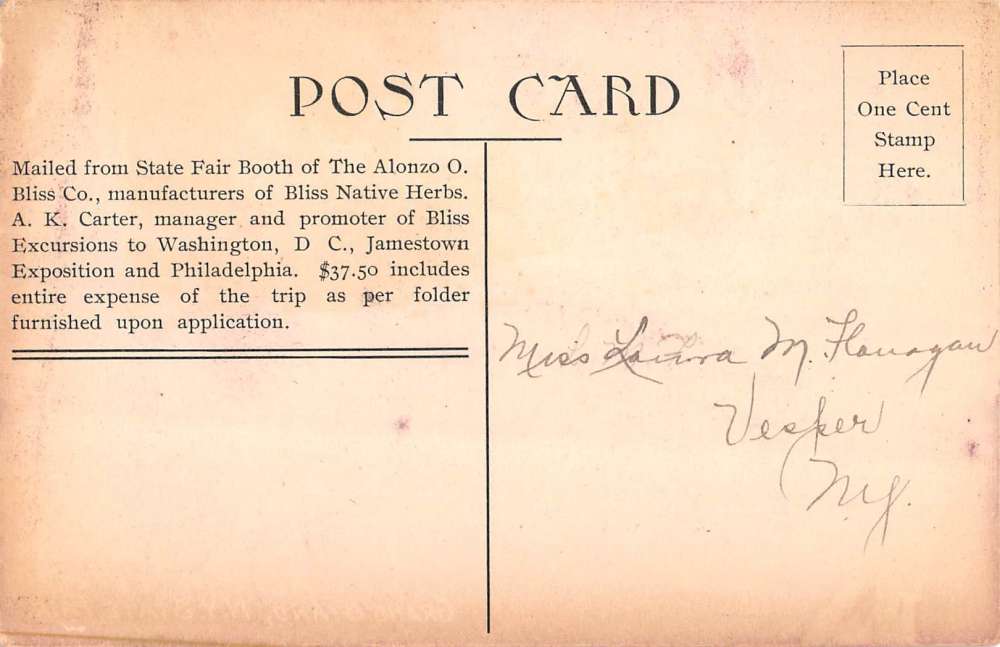 POST CARD
Place
One Cent
Stamp
Here.
Mailed from State Fair Booth of The Alonzo O.
Bliss Co., manufacturers of Bliss Native Herbs.
A. K. Carter, manager and promoter of Bliss
Excursions to Washington, D C., Jamestown
Exposition and Philadelphia. $37.50 includes
entire expense of the trip as per folder
furnished upon application.
Miss Laura M. Flanagan
Vesper
N.Y.